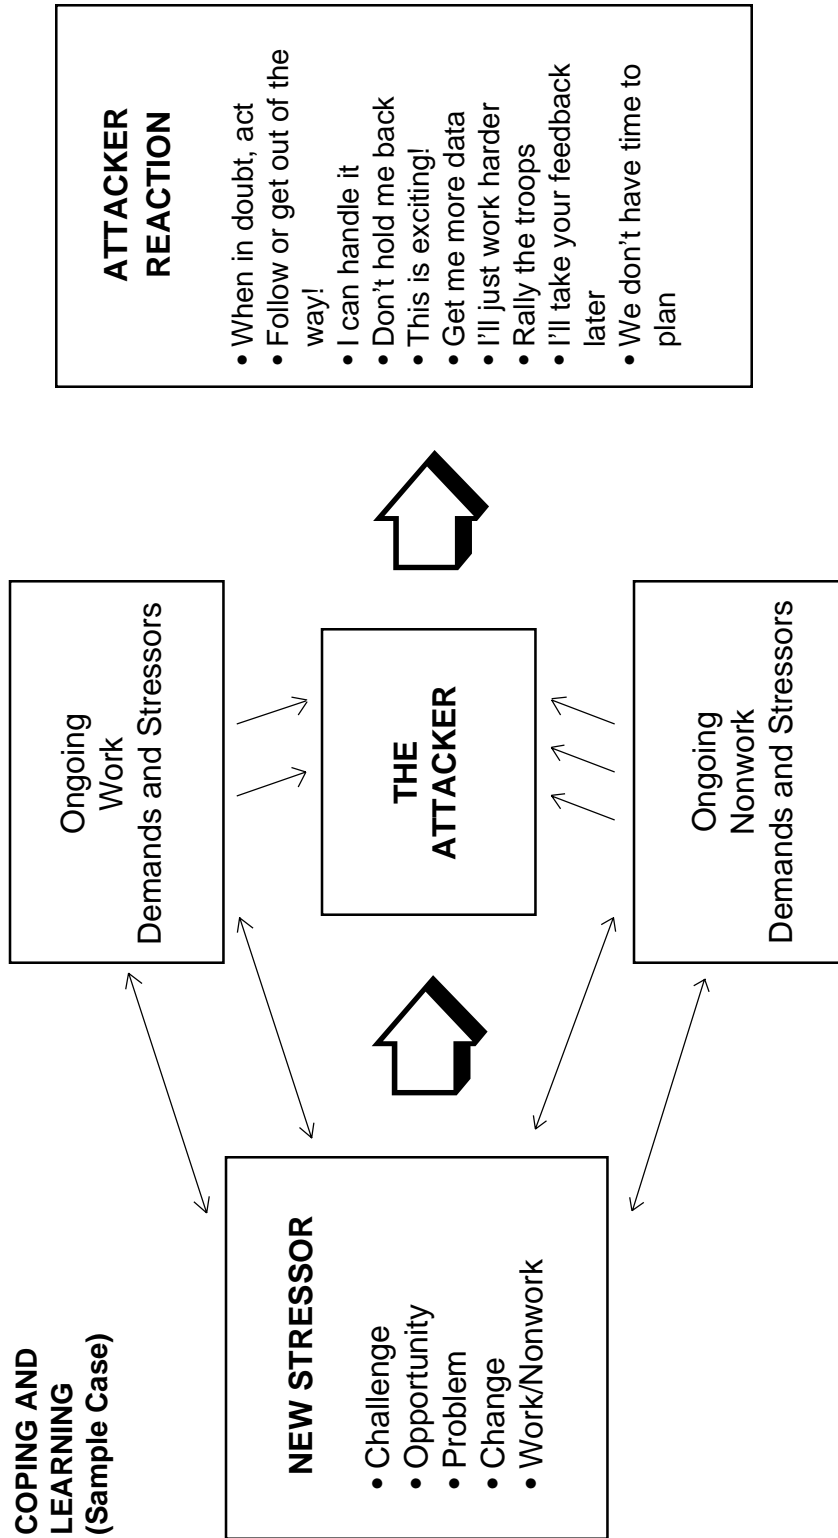 COPING AND
LEARNING
(Sample Case)
NEW STRESSOR
• Challenge
• Opportunity
• Problem
• Change
• Work/Nonwork
Ongoing
Work
Demands and Stressors
THE
ATTACKER
Ongoing
Nonwork
Demands and Stressors
ATTACKER
REACTION
• When in doubt, act
• Follow or get out of the
way!
• I can handle it
• Don't hold me back
• This is exciting!
• Get me more data
• I'll just work harder
• Rally the troops
• I'll take your feedback
later
• We don't have time to
plan